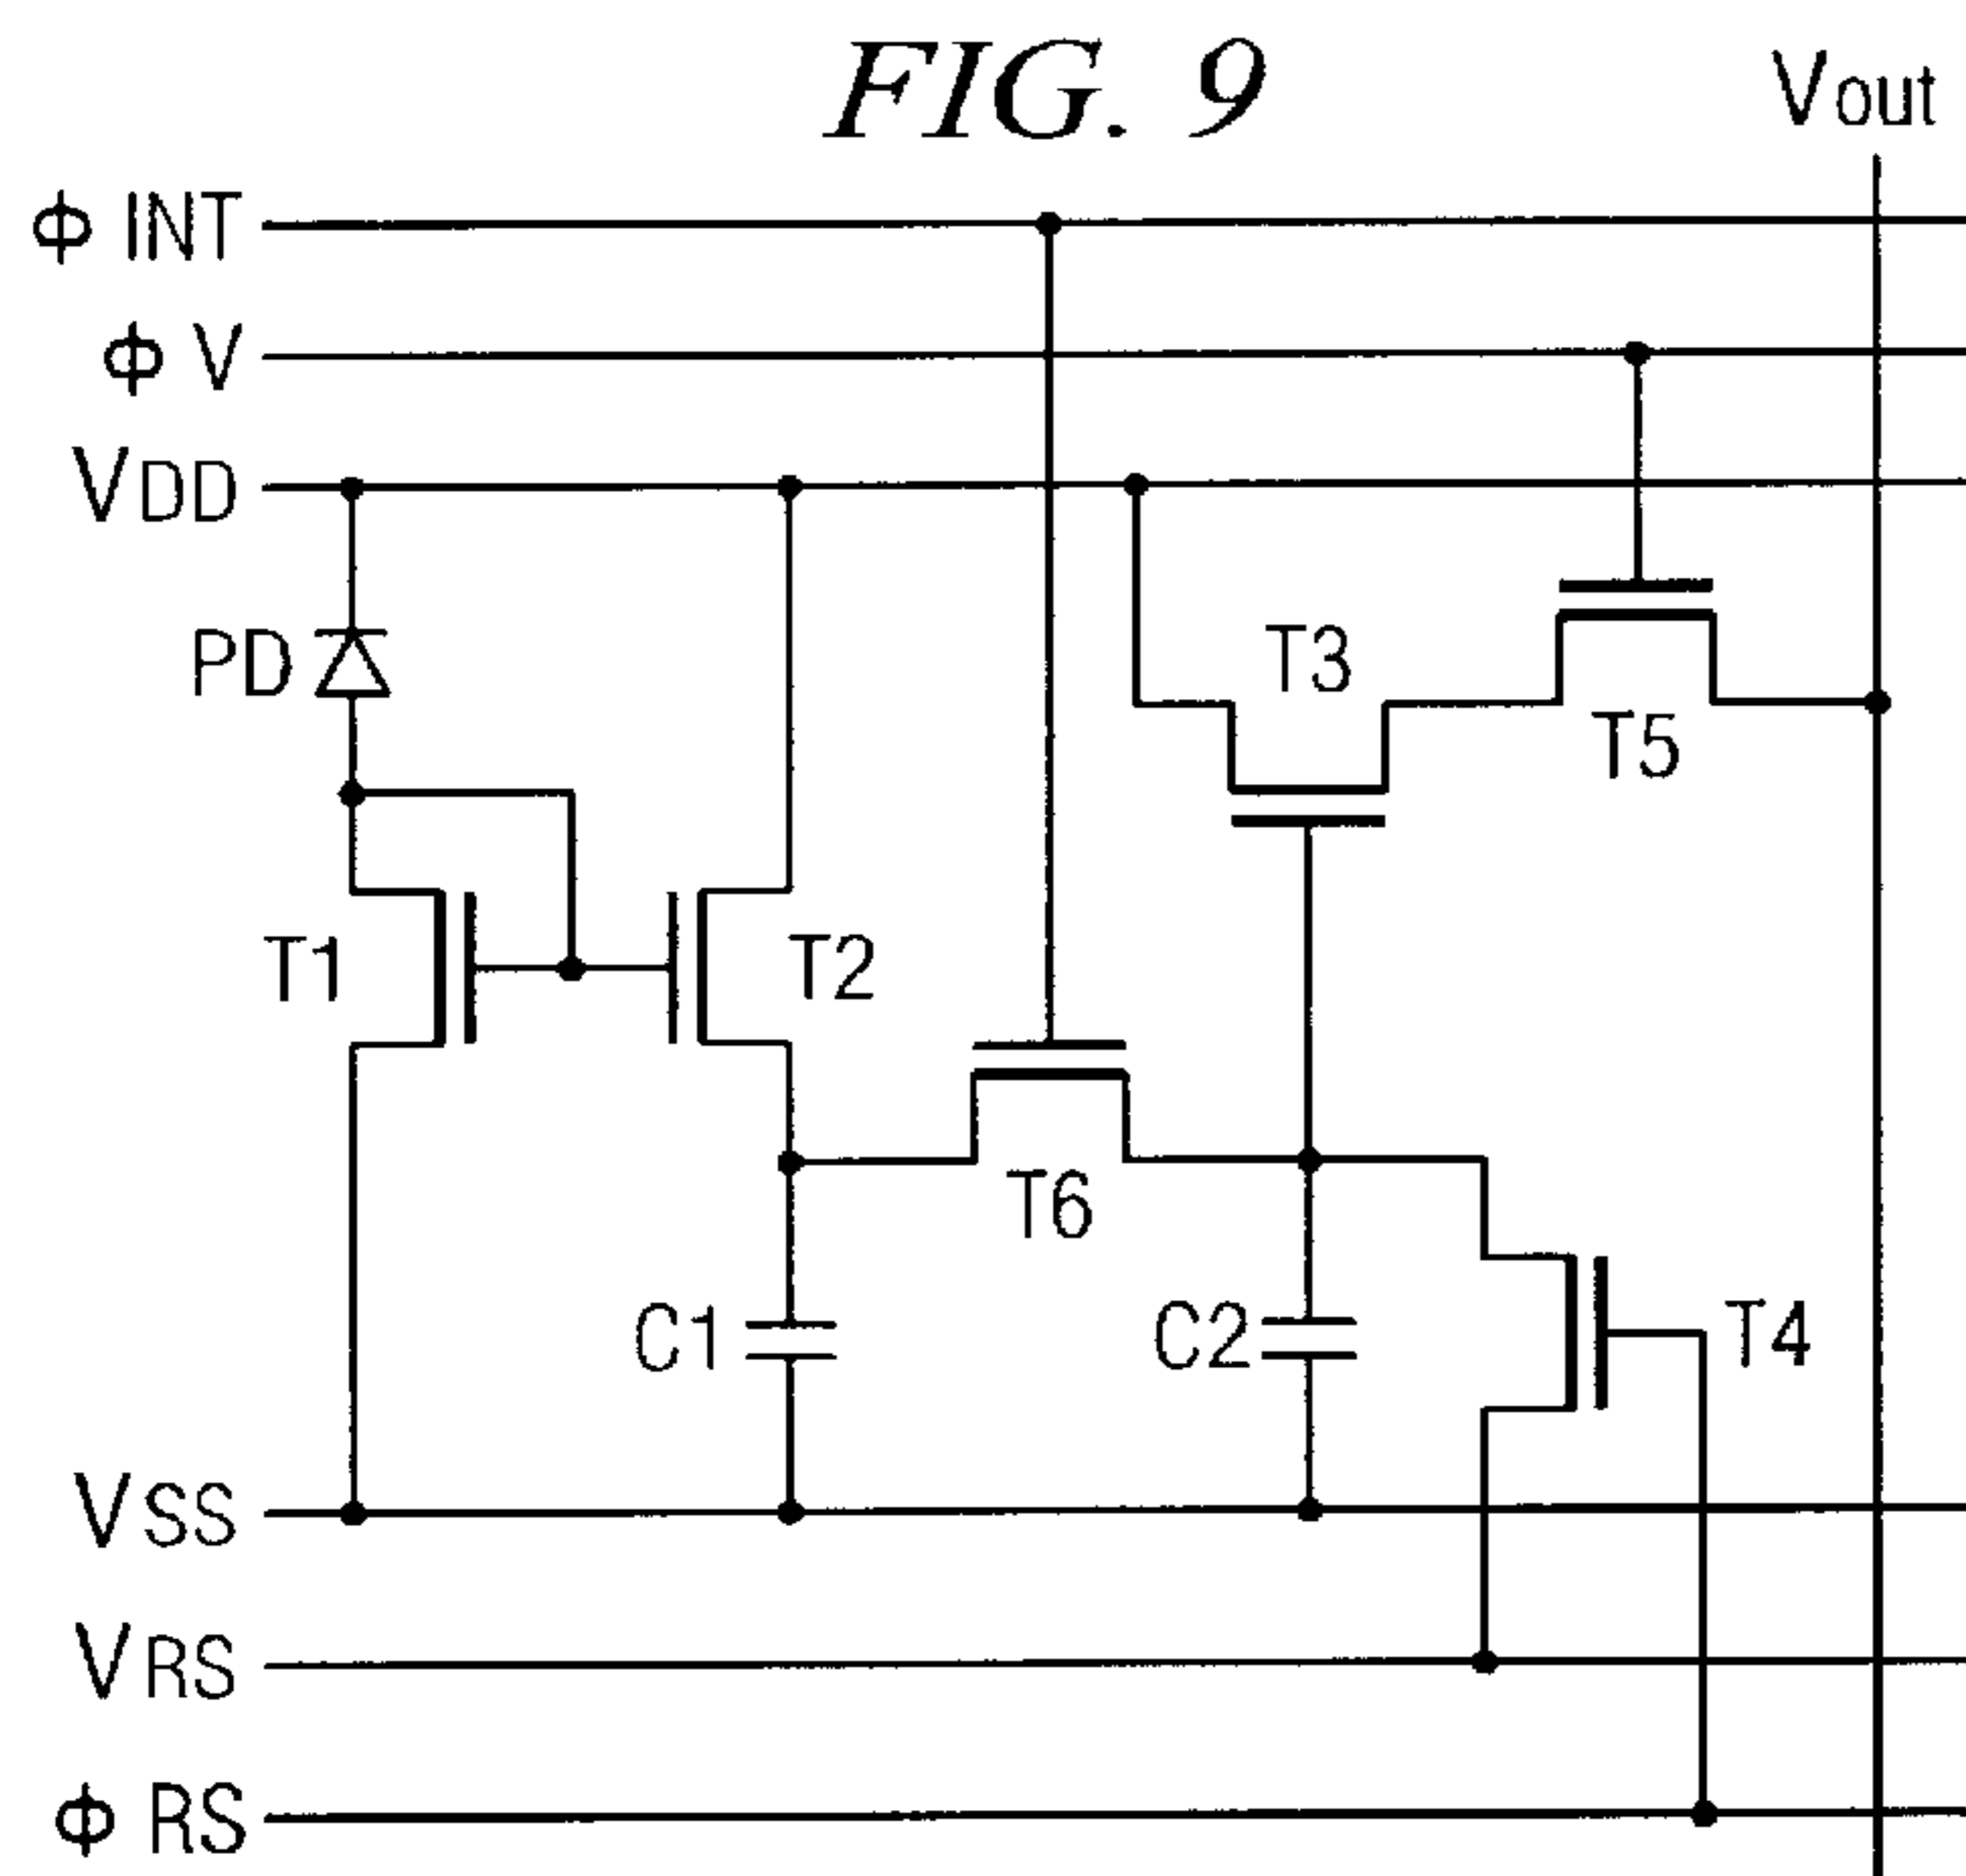 FIG. 9
Vout
ϕ INT
ϕ V
VDD
PD
T3
T5
T1
T2
T6
C1
C2
T4
VSS
VRS
ϕ RS